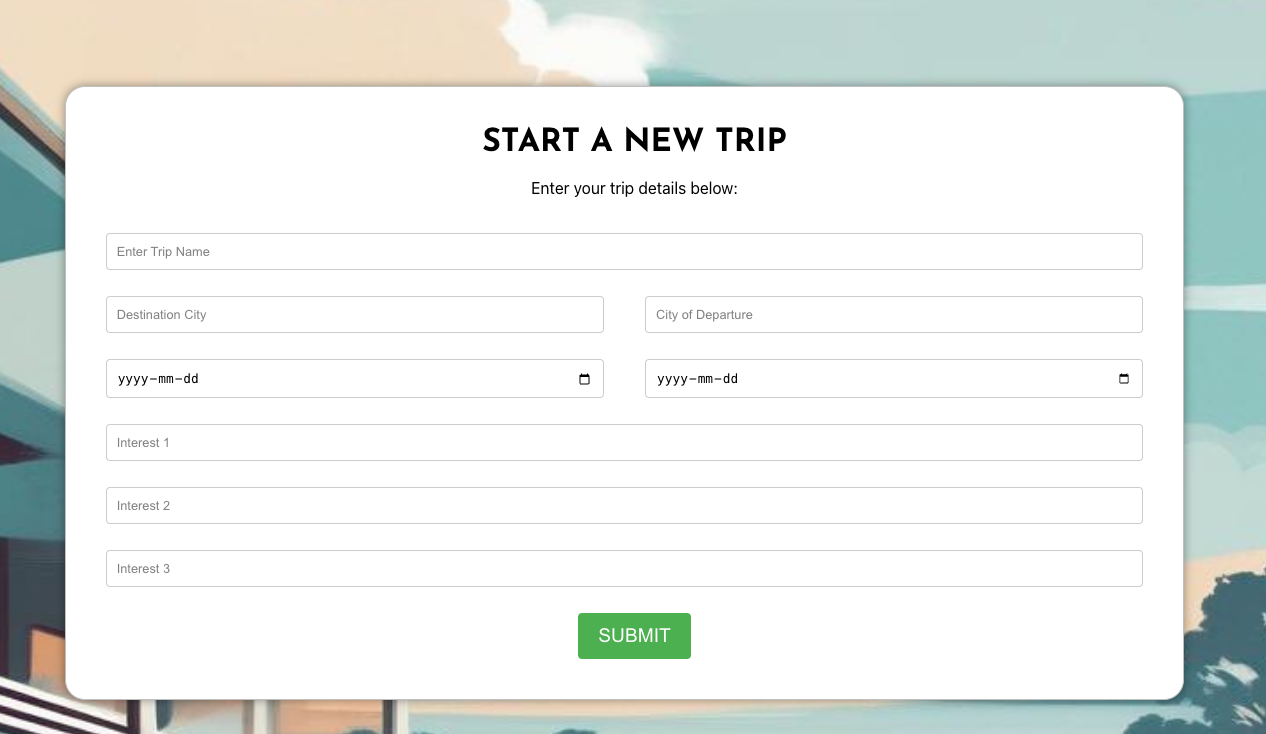 START A NEW TRIP
Enter your trip details below:
Enter Trip Name
Destination City
City of Departure
yyyy-mm-dd
yyyy-mm-dd
Interest 1
Interest 2
Interest 3
SUBMIT